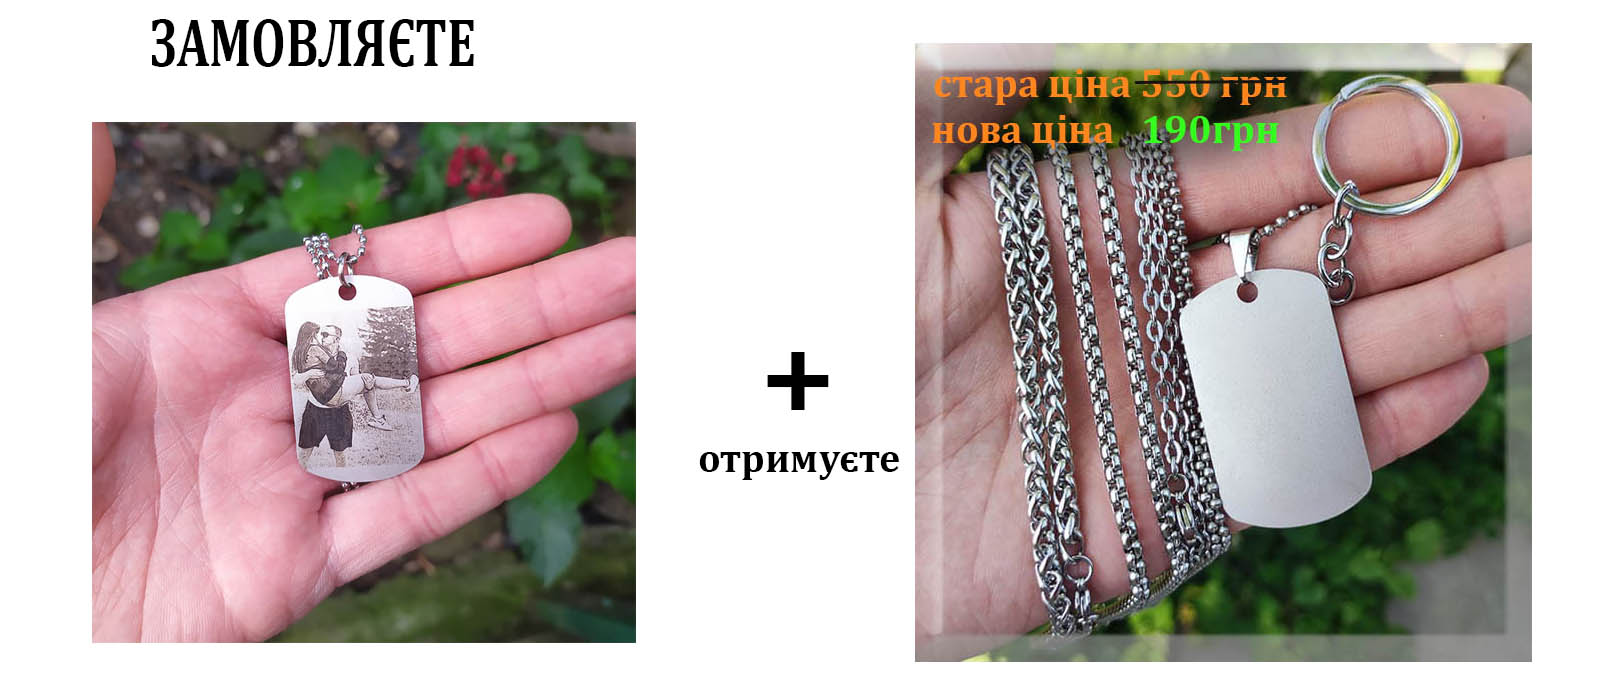 ЗАМОВЛЯЄТЕ
стара ціна 550 грн
нова ціна 190грн
+
отримуєте